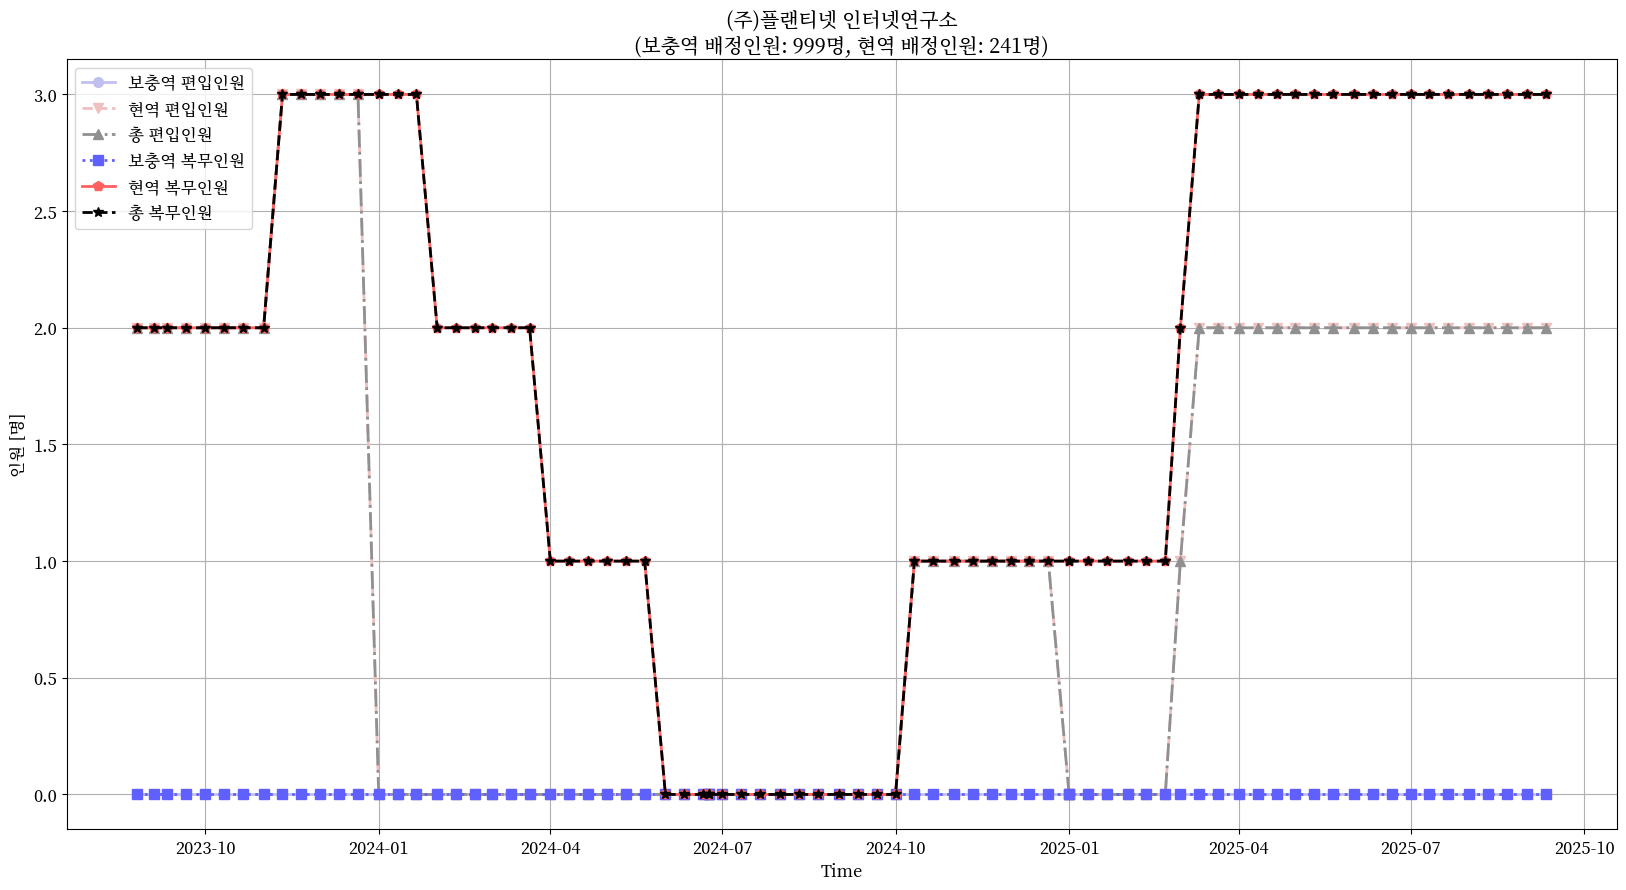 (주)플랜티넷 인터넷연구소
(보충역 배정인원: 999명, 현역 배정인원: 241명)
보충역 편입인원
현역 편입인원
총 편입인원
보충역 복무인원
현역 복무인원
총 복무인원
3.0
2.5
2.0
1.5
1.0
0.5
0.0
인원 [명]
2023-10
2024-01
2024-04
2024-07
2024-10
2025-01
2025-04
2025-07
2025-10
Time